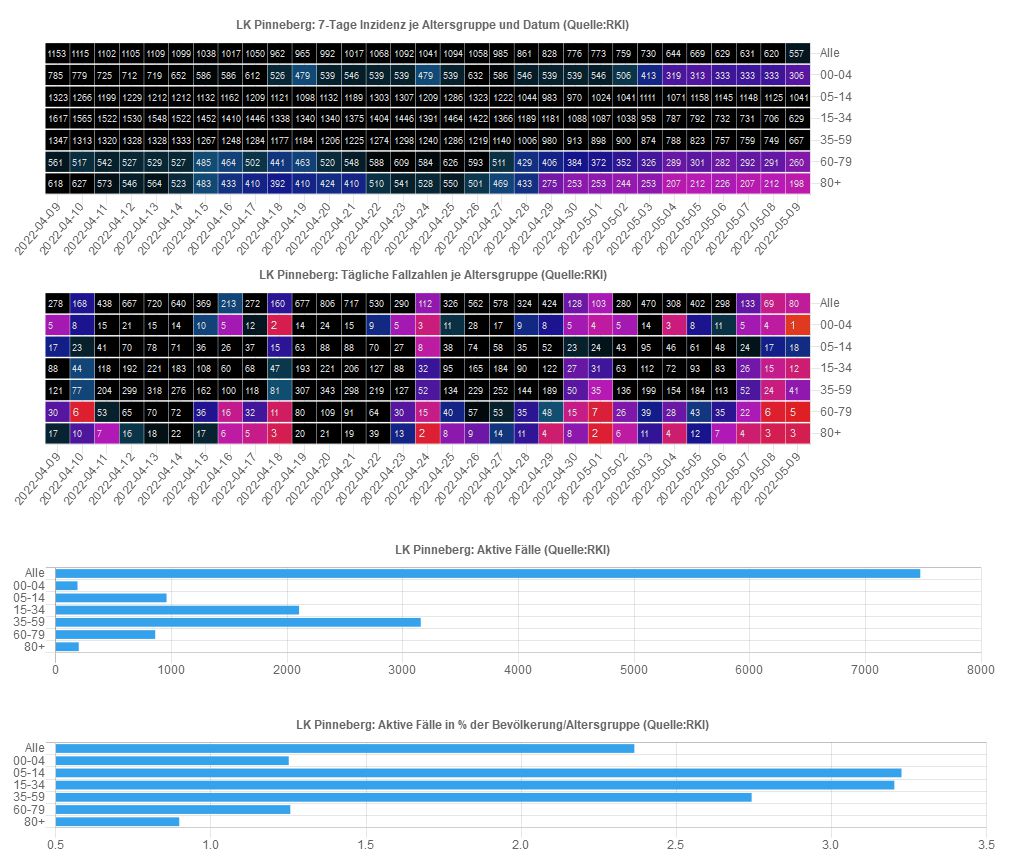 LK Pinneberg: 7-Tage Inzidenz je Altersgruppe und Datum (Quelle:RKI)
1153 1115 1102 1105 1109 1099 1038 1017 1050 962 965 992 1017 1068 1092 1041 1094 1058 985 861 828 776 773 759 730 644 669 629 631 620 557 Alle
785 779 725 712 719 652 586 586 612 526 479 539 546 539 539 479 539 632 586 546 539 539 546 506 413 319 313 333 333 333 306 00-04
1323 1266 1199 1229 1212 1212 1132 1162 1209 1121 1098 1132 1189 1303 1307 1209 1286 1323 1222 1044 983 970 1024 1041 1111 1071 1158 1145 1148 1125 1041 05-14
1617 1565 1522 1530 1548 1522 1452 1410 1446 1338 1340 1340 1375 1404 1446 1391 1464 1422 1366 1189 1181 1088 1087 1038 958 787 792 732 731 706 629 15-34
1347 1313 1320 1328 1328 1333 1267 1248 1284 1177 1184 1206 1225 1274 1298 1240 1286 1219 1140 1006 980 913 898 900 874 788 823 757 759 749 667 35-59
561 517 542 527 529 527 485 464 502 441 463 520 548 588 609 584 626 593 511 429 406 384 372 352 326 289 301 282 292 291 260 60-79
618 627 573 546 564 523 483 433 410 392 410 424 410 510 541 528 550 501 469 433 275 253 253 244 253 207 212 226 207 212 198 80+
2022-04-09 2022-04-10 2022-04-11 2022-04-12 2022-04-13 2022-04-14 2022-04-15 2022-04-16 2022-04-17 2022-04-18 2022-04-19 2022-04-20 2022-04-21 2022-04-22 2022-04-23 2022-04-24 2022-04-25 2022-04-26 2022-04-27 2022-04-28 2022-04-29 2022-04-30 2022-05-01 2022-05-02 2022-05-03 2022-05-04 2022-05-05 2022-05-06 2022-05-07 2022-05-08 2022-05-09
LK Pinneberg: Tägliche Fallzahlen je Altersgruppe (Quelle:RKI)
278 168 438 667 720 640 369 213 272 160 677 806 717 530 290 112 326 562 578 324 424 128 103 280 470 308 402 298 133 69 80 Alle
5 8 15 21 15 14 10 5 12 2 14 24 15 9 5 3 11 28 17 9 8 5 4 5 14 3 8 11 5 4 1 00-04
17 23 41 70 78 71 36 26 37 15 63 88 88 70 27 8 38 74 58 35 52 23 24 43 95 46 61 48 24 17 18 05-14
88 44 118 192 221 183 108 60 68 47 193 221 206 127 88 32 95 165 184 90 122 27 31 63 112 72 93 83 26 15 12 15-34
121 77 204 299 318 276 162 100 118 81 307 343 298 219 127 52 134 229 252 144 189 50 35 136 199 154 184 113 52 24 41 35-59
30 6 53 65 70 72 36 16 32 11 80 109 91 64 30 15 40 57 53 35 48 15 7 26 39 28 43 35 22 6 5 60-79
17 10 7 16 18 22 17 6 5 3 20 21 19 39 13 2 8 9 14 11 4 8 2 6 11 4 12 7 4 3 3 80+
2022-04-09 2022-04-10 2022-04-11 2022-04-12 2022-04-13 2022-04-14 2022-04-15 2022-04-16 2022-04-17 2022-04-18 2022-04-19 2022-04-20 2022-04-21 2022-04-22 2022-04-23 2022-04-24 2022-04-25 2022-04-26 2022-04-27 2022-04-28 2022-04-29 2022-04-30 2022-05-01 2022-05-02 2022-05-03 2022-05-04 2022-05-05 2022-05-06 2022-05-07 2022-05-08 2022-05-09
LK Pinneberg: Aktive Fälle (Quelle:RKI)
Alle
00-04
05-14
15-34
35-59
60-79
80+
0 1000 2000 3000 4000 5000 6000 7000 8000
LK Pinneberg: Aktive Fälle in % der Bevölkerung/Altersgruppe (Quelle:RKI)
Alle
00-04
05-14
15-34
35-59
60-79
80+
0.5 1.0 1.5 2.0 2.5 3.0 3.5